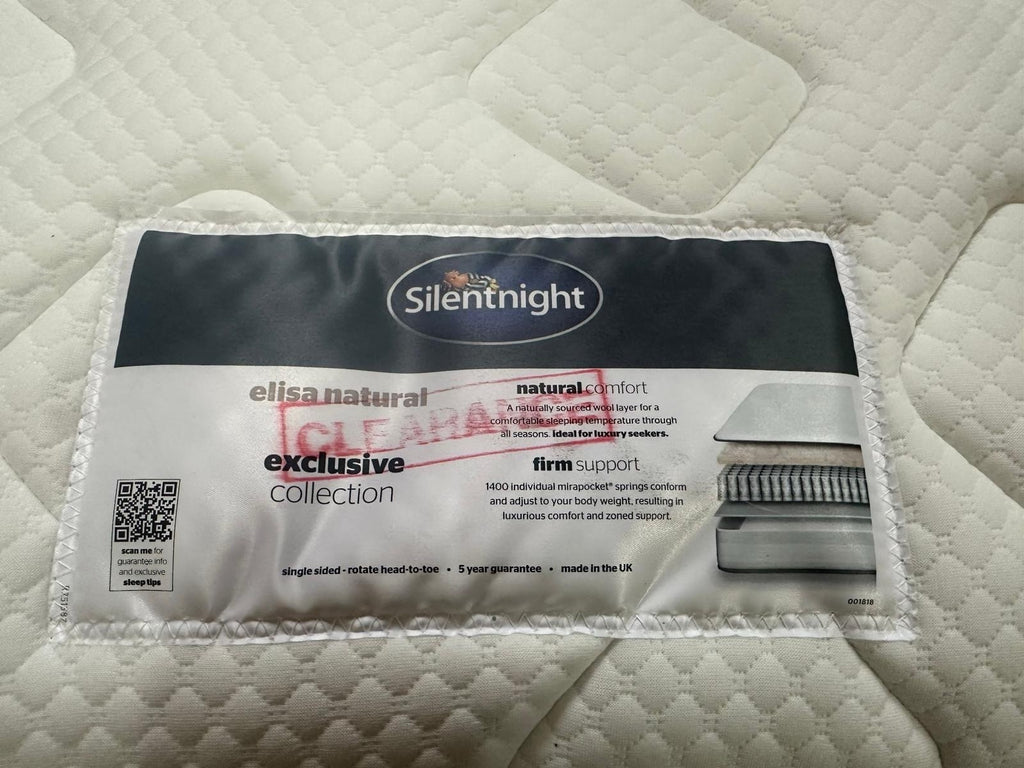 Silentnight
elisa natural
CLEARANCE
exclusive
collection
natural comfort
A naturally sourced wool layer for a
comfortable sleeping temperature through
all seasons. ideal for luxury seekers.
firm support
1400 individual mirapocket® springs conform
and adjust to your body weight, resulting in
luxurious comfort and zoned support.
scan me for
guarantee info
and exclusive
sleep tips
single sided - rotate head-to-toe • 5 year guarantee • made in the UK
001818